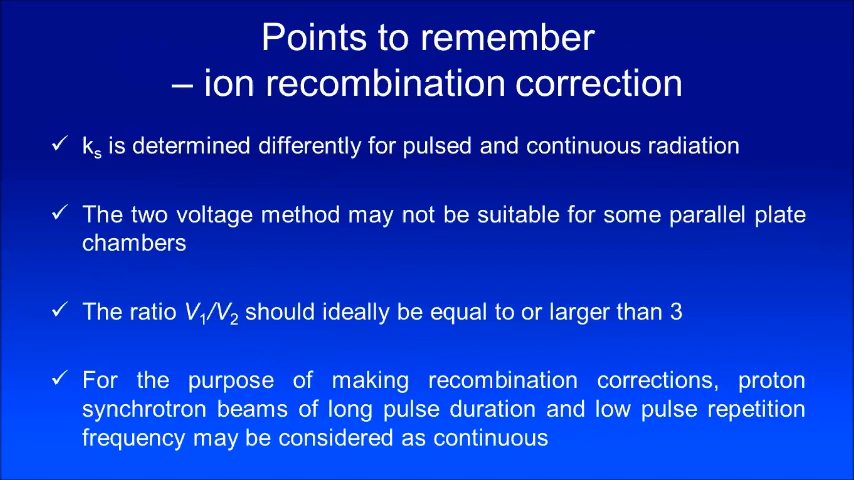 Points to remember
– ion recombination correction
✓ ks is determined differently for pulsed and continuous radiation
✓ The two voltage method may not be suitable for some parallel plate
chambers
✓ The ratio V1/V2 should ideally be equal to or larger than 3
✓ For the purpose of making recombination corrections, proton
synchrotron beams of long pulse duration and low pulse repetition
frequency may be considered as continuous